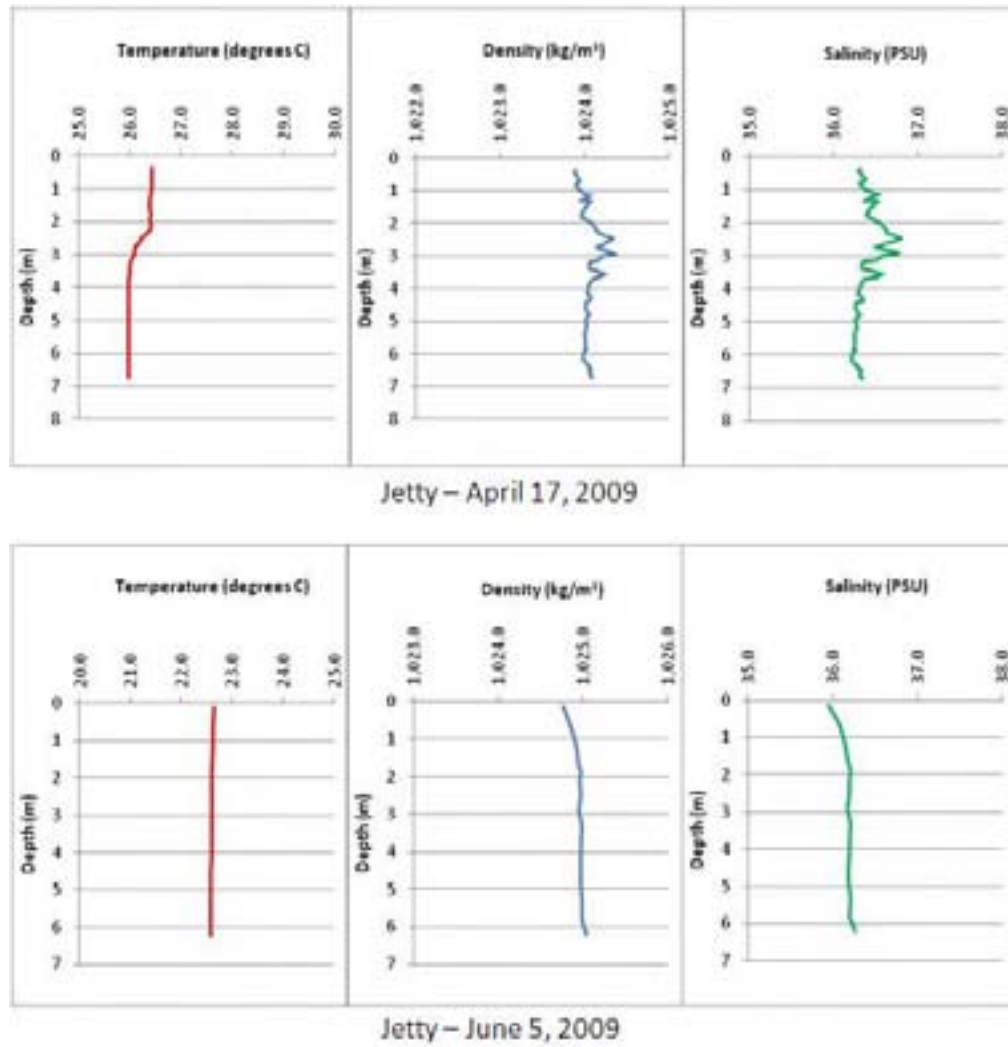 Temperature (degrees C)
25.0 26.0 27.0 28.0 29.0 30.0
Depth (m)
0
1
2
3
4
5
6
7
8
Density (kg/m³)
1,022.0 1,023.0 1,024.0 1,025.0
Depth (m)
0
1
2
3
4
5
6
7
8
Salinity (PSU)
35.0 36.0 37.0 38.0
Depth (m)
0
1
2
3
4
5
6
7
8
Jetty – April 17, 2009
Temperature (degrees C)
20.0 21.0 22.0 23.0 24.0 25.0
Depth (m)
0
1
2
3
4
5
6
7
Density (kg/m³)
1,023.0 1,024.0 1,025.0 1,026.0
Depth (m)
0
1
2
3
4
5
6
7
Salinity (PSU)
35.0 36.0 37.0 38.0
Depth (m)
0
1
2
3
4
5
6
7
Jetty – June 5, 2009